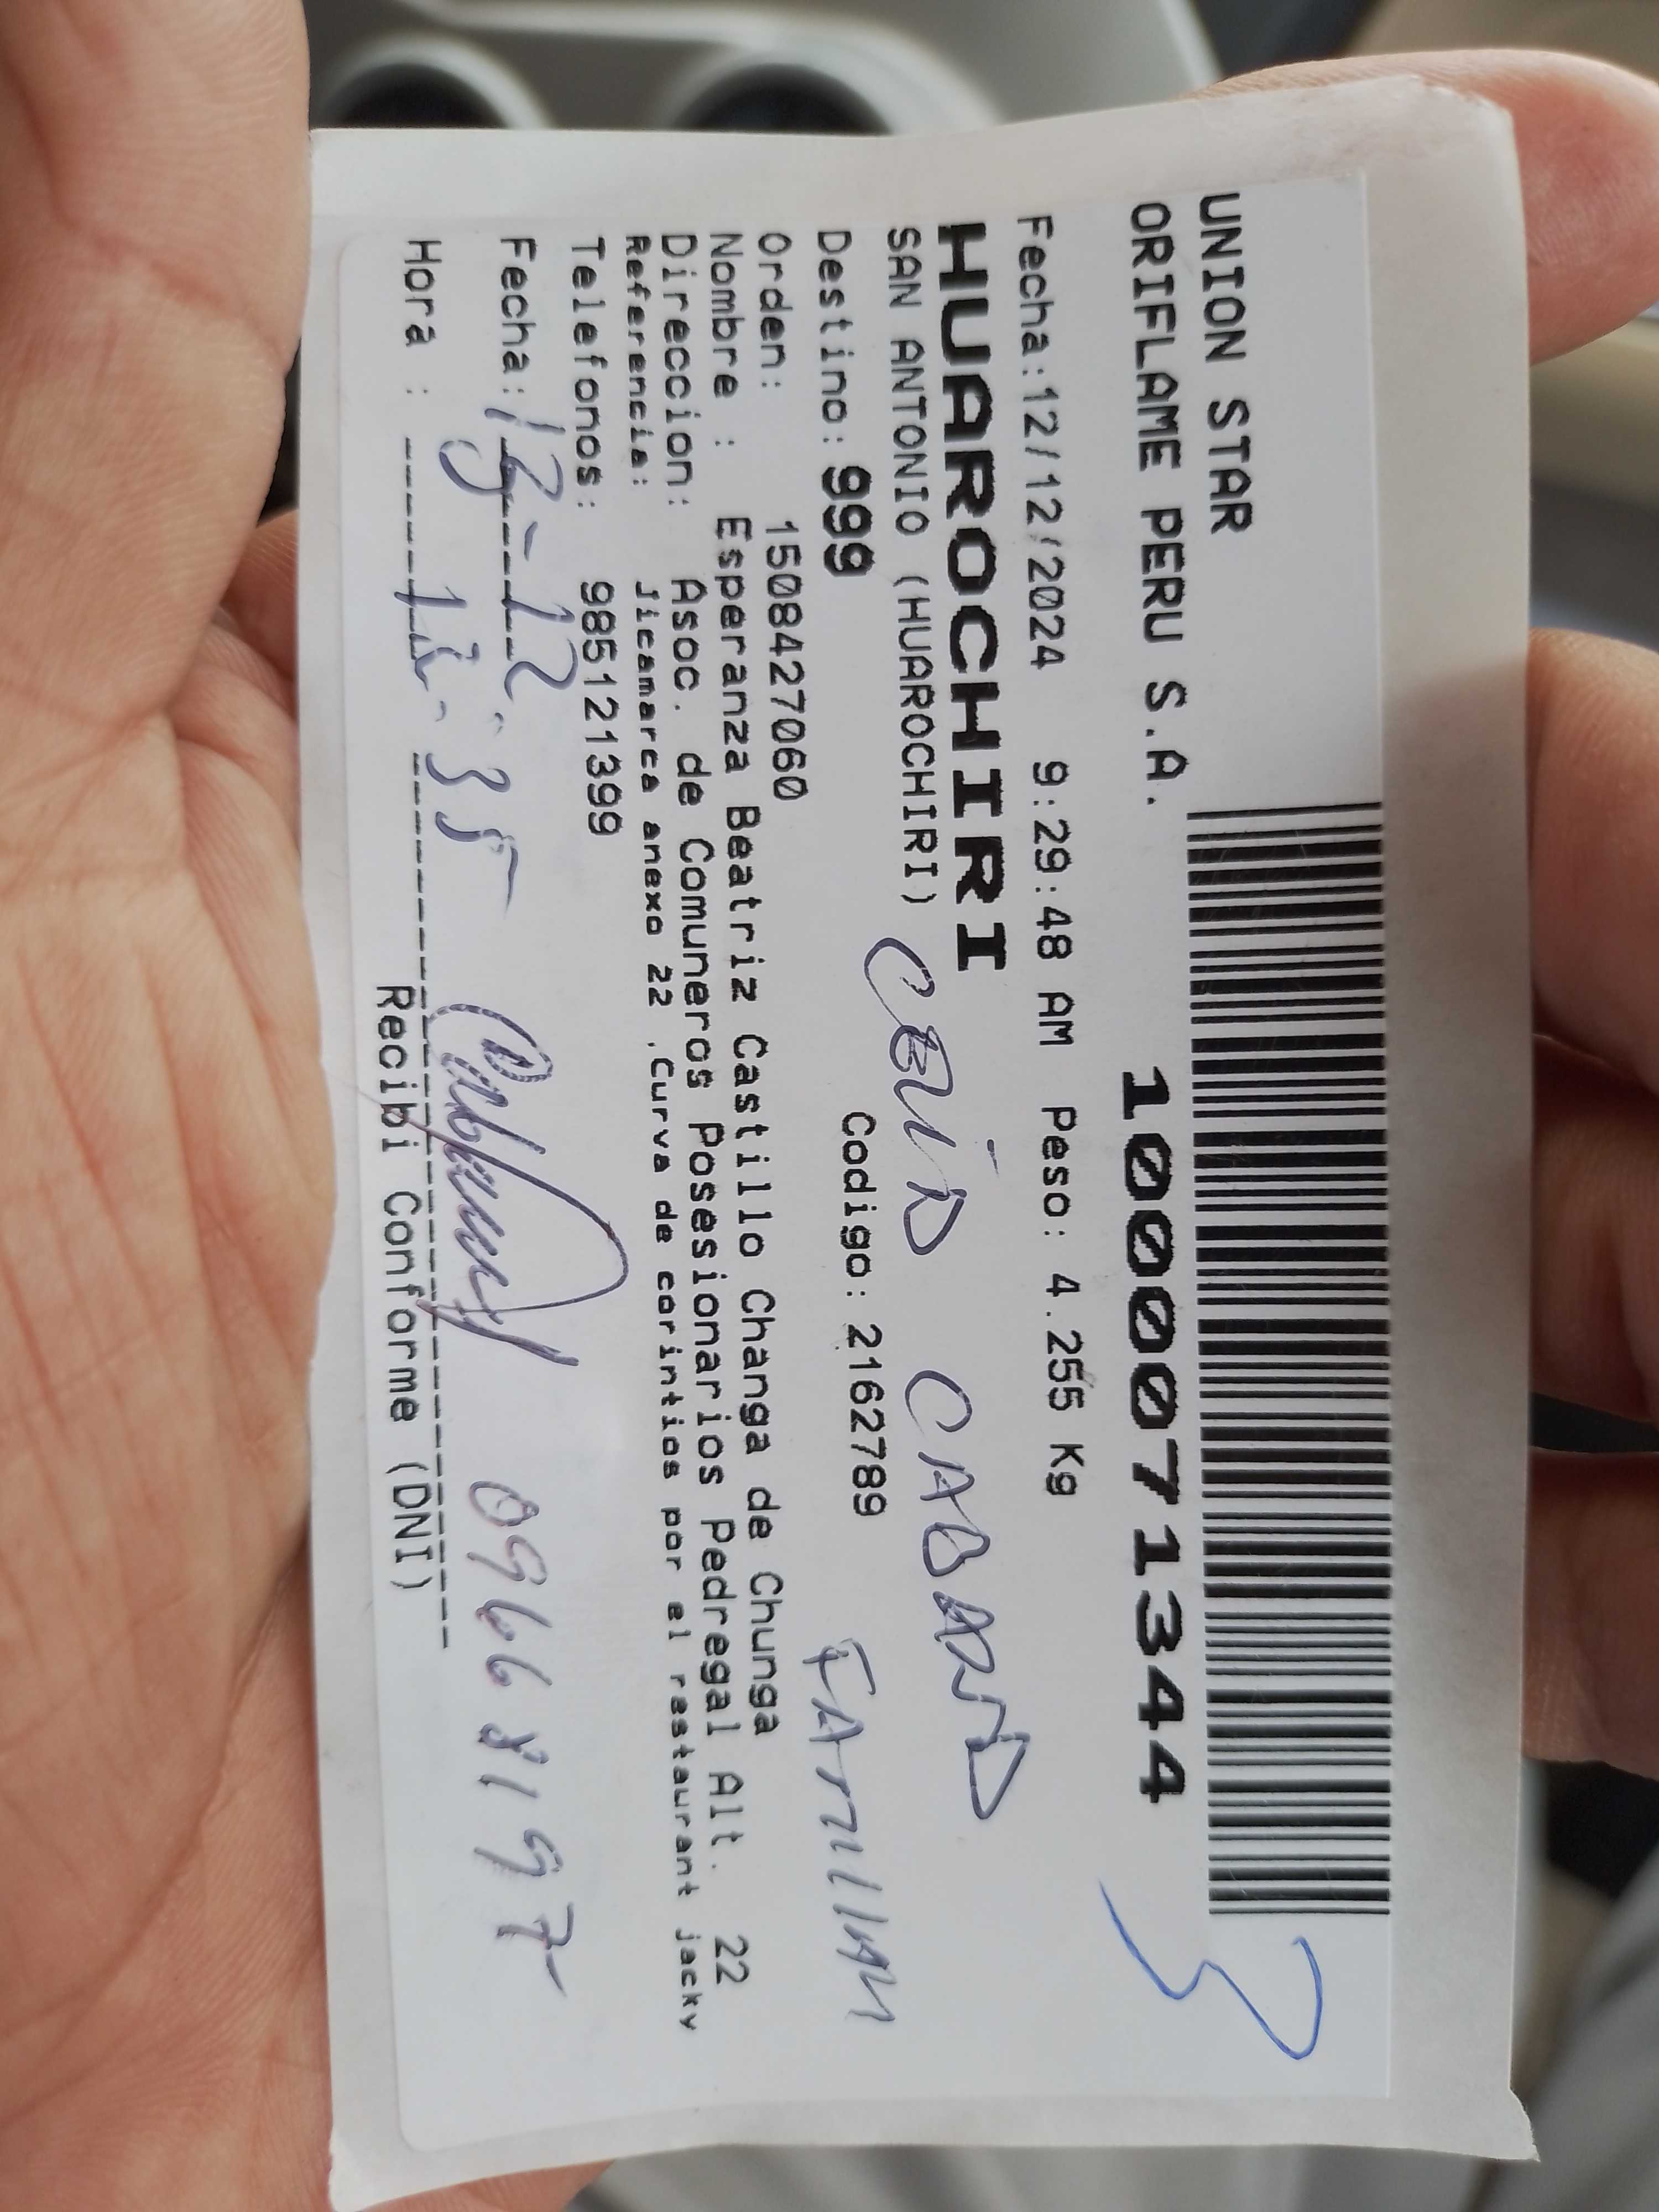 UNION STAR
ORIFLAME PERU S.A.
10000071344
Fecha:12/12/2024 9:29:48 AM Peso: 4.255 Kg
HUAROCHIRI
SAN ANTONIO (HUAROCHIRI)
Destino: 999 Codigo: 2162789
Orden: 1508427060
Nombre : Esperanza Beatriz Castillo Changa de Chunga
Direccion: Asoc. de Comuneros Posesionarios Pedregal Alt. 22
Referencia: Jicamarca anexo 22 .Curva de corintios por el restaurant jacky
Telefonos: 985121399
Fecha: 13-12
Hora : 35
09668197
Recibi Conforme (DNI)